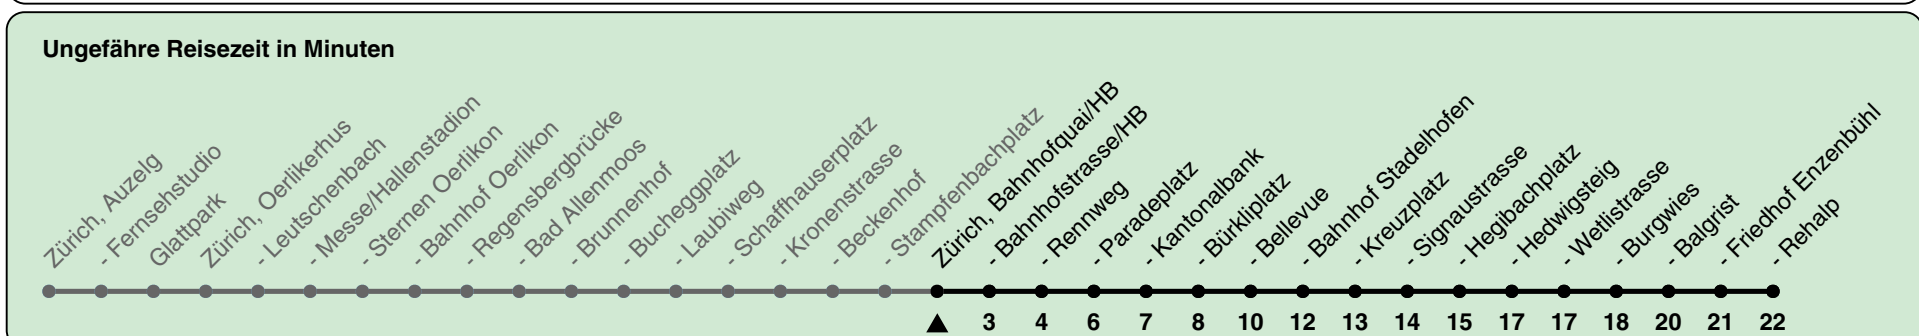 Ungefähre Reisezeit in Minuten
Zürich, Auzelg
- Fernsehstudio
Glattpark
Zürich, Oerlikerhus
- Leutschenbach
- Messe/Hallenstadion
- Sternen Oerlikon
- Bahnhof Oerlikon
- Regensbergbrücke
- Bad Allenmoos
- Brunnenhof
- Bucheggplatz
- Laubiweg
- Schaffhauserplatz
- Kronenstrasse
- Beckenhof
- Stampfenbachplatz
Zürich, Bahnhofquai/HB
- Bahnhofstrasse/HB
- Rennweg
- Paradeplatz
- Kantonalbank
- Bürkliplatz
- Bellevue
- Bahnhof Stadelhofen
- Kreuzplatz
- Signaustrasse
- Hegibachplatz
- Hedwigsteig
- Wetlistrasse
- Burgwies
- Balgrist
- Friedhof Enzenbühl
- Rehalp
▲ 3 4 6 7 8 10 12 13 14 15 17 17 18 20 21 22